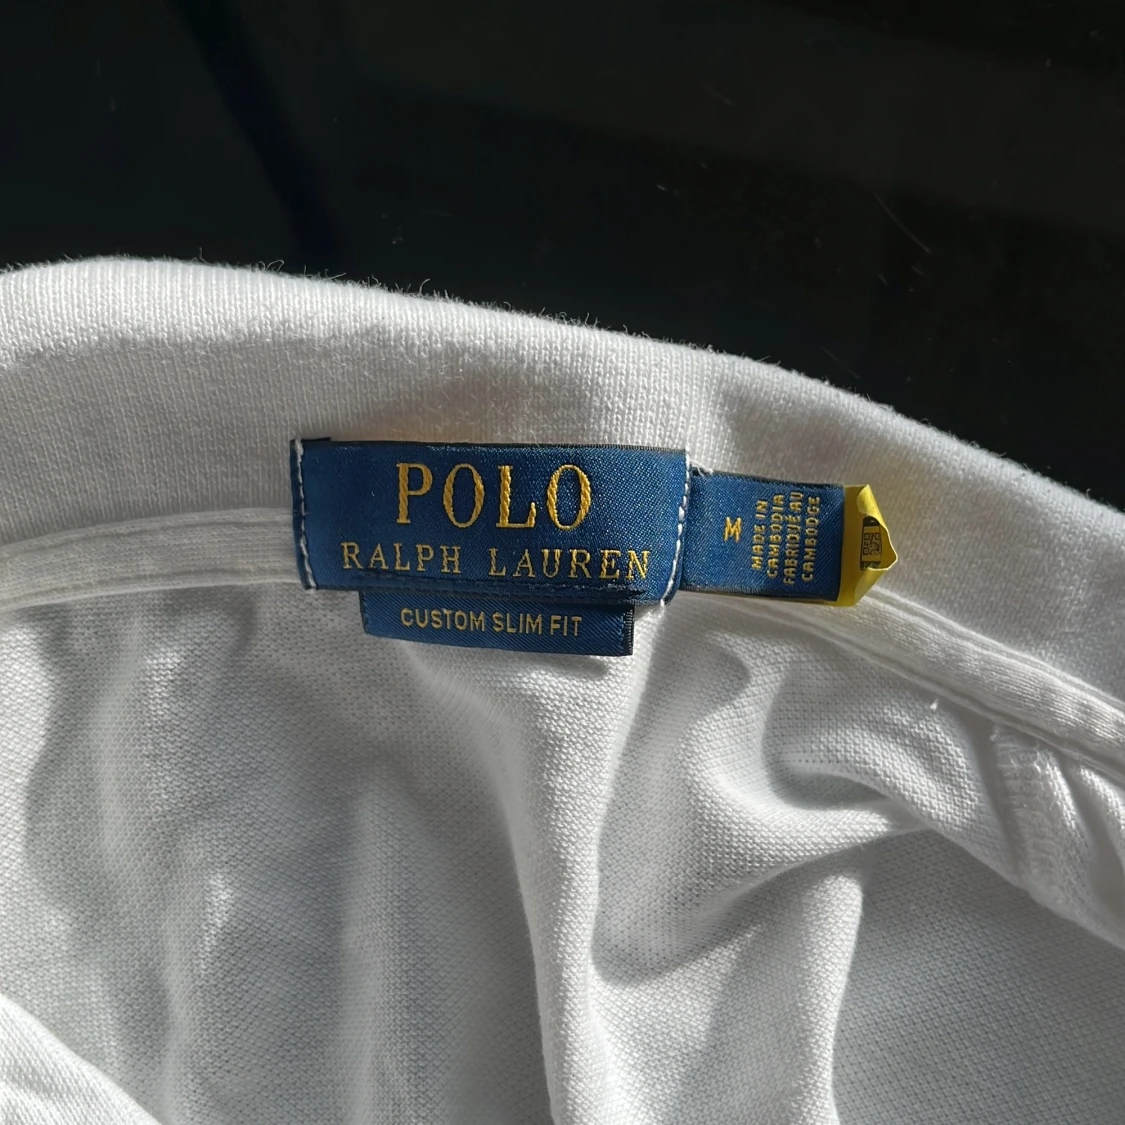 POLO
RALPH LAUREN
CUSTOM SLIM FIT
M
MADE IN
CAMBODIA
FABRIQUÉ AU
CAMBODGE